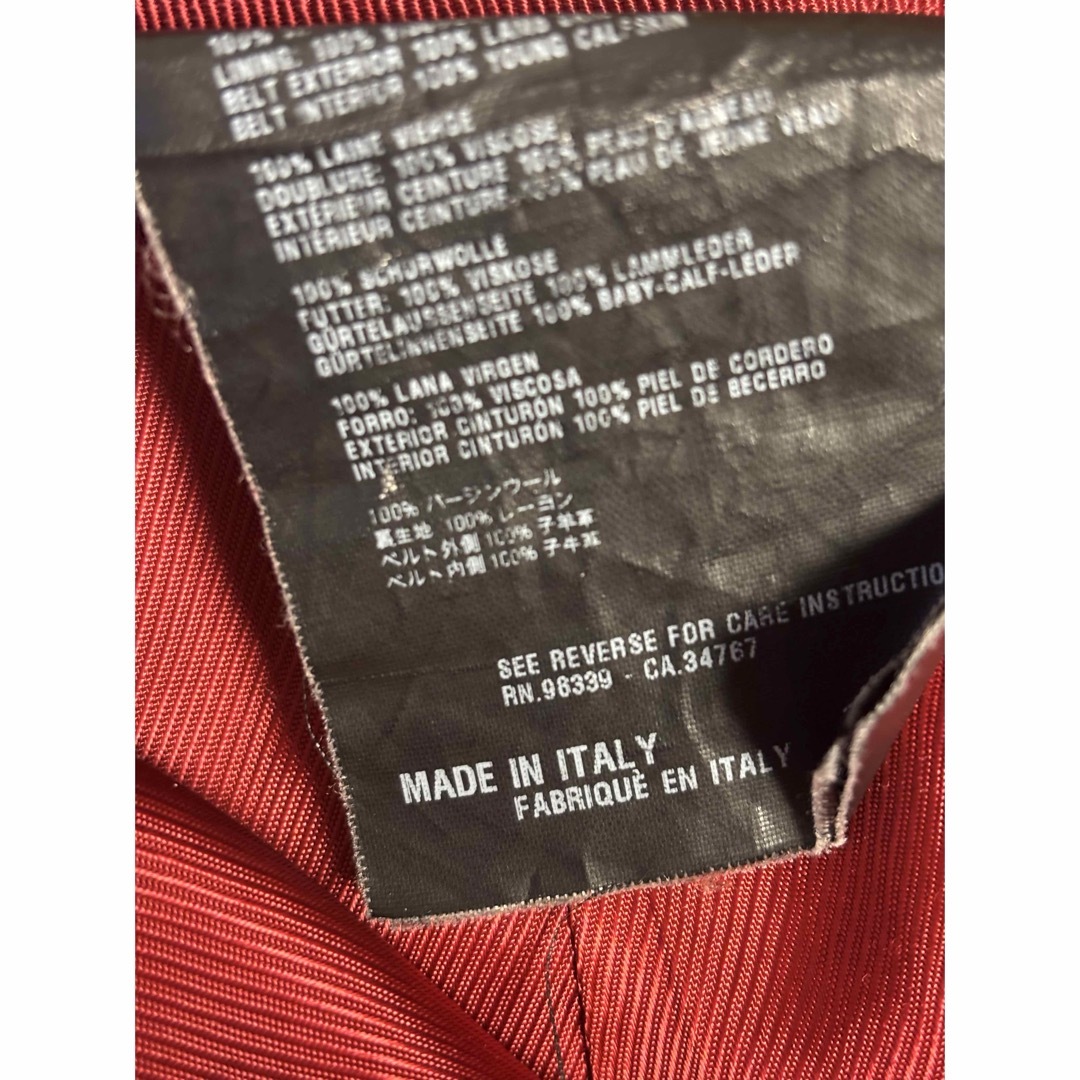 LINING: 100%
BELT EXTERIOR 100% LAMB
BELT INTERIOR 100% YOUNG CALFSKIN
100% LAINE VIERGE
DOUBLURE: 100% VISCOSE
EXTÉRIEUR CEINTURE 100% PEAU D'AGNEAU
INTÉRIEUR CEINTURE: 100% PEAU DE JEUNE VEAU
100% SCHURWOLLE
FUTTER: 100% VISKOSE
GÜRTELAUSSENSEITE 100% LAMMLEDER
GÜRTELINNENSEITE 100% BABY-CALF-LEDER
100% LANA VIRGEN
FORRO: 100% VISCOSA
EXTERIOR CINTURÓN 100% PIEL DE CORDERO
INTERIOR CINTURÓN 100% PIEL DE BECERRO
100% バージンウール
裏生地 100% レーヨン
ベルト外側 100% 子羊革
ベルト内側 100% 子牛革
SEE REVERSE FOR CARE INSTRUCTIO
RN.96339 - CA.34767
MADE IN ITALY
FABRIQUÈ EN ITALY